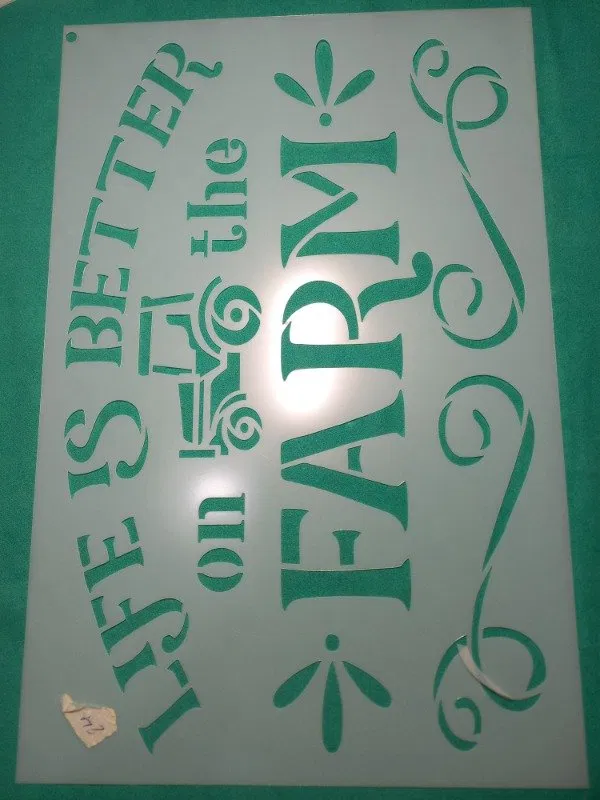 LIFE IS BETTER
on the
FARM